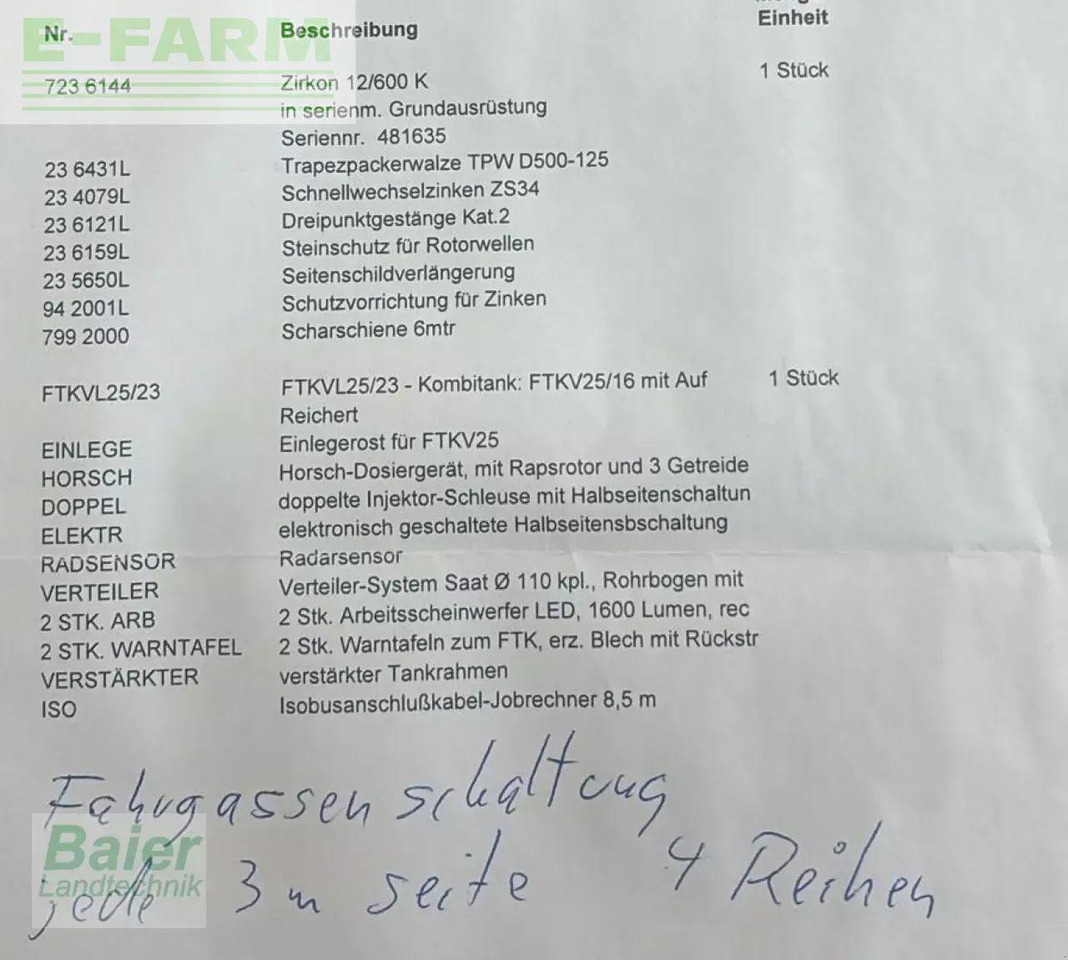 E-FARM
Nr. Beschreibung Einheit
723 6144 Zirkon 12/600 K 1 Stück
in serienm. Grundausrüstung
Seriennr. 481635
23 6431L Trapezpackerwalze TPW D500-125
23 4079L Schnellwechselzinken ZS34
23 6121L Dreipunktgestänge Kat.2
23 6159L Steinschutz für Rotorwellen
23 5650L Seitenschildverlängerung
94 2001L Schutzvorrichtung für Zinken
799 2000 Scharschiene 6mtr
FTKVL25/23 FTKVL25/23 - Kombitank: FTKV25/16 mit Auf 1 Stück
Reichert
EINLEGE Einlegerost für FTKV25
HORSCH Horsch-Dosiergerät, mit Rapsrotor und 3 Getreide
DOPPEL doppelte Injektor-Schleuse mit Halbseitenschaltun
ELEKTR elektronisch geschaltete Halbseitensbschaltung
RADSENSOR Radarsensor
VERTEILER Verteiler-System Saat Ø 110 kpl., Rohrbogen mit
2 STK. ARB 2 Stk. Arbeitsscheinwerfer LED, 1600 Lumen, rec
2 STK. WARNTAFEL 2 Stk. Warntafeln zum FTK, erz. Blech mit Rückstr
VERSTÄRKTER verstärkter Tankrahmen
ISO Isobusanschlußkabel-Jobrechner 8,5 m
Fahrgassenschaltung
jede 3 m seite 4 Reihen
Baier
Landtechnik